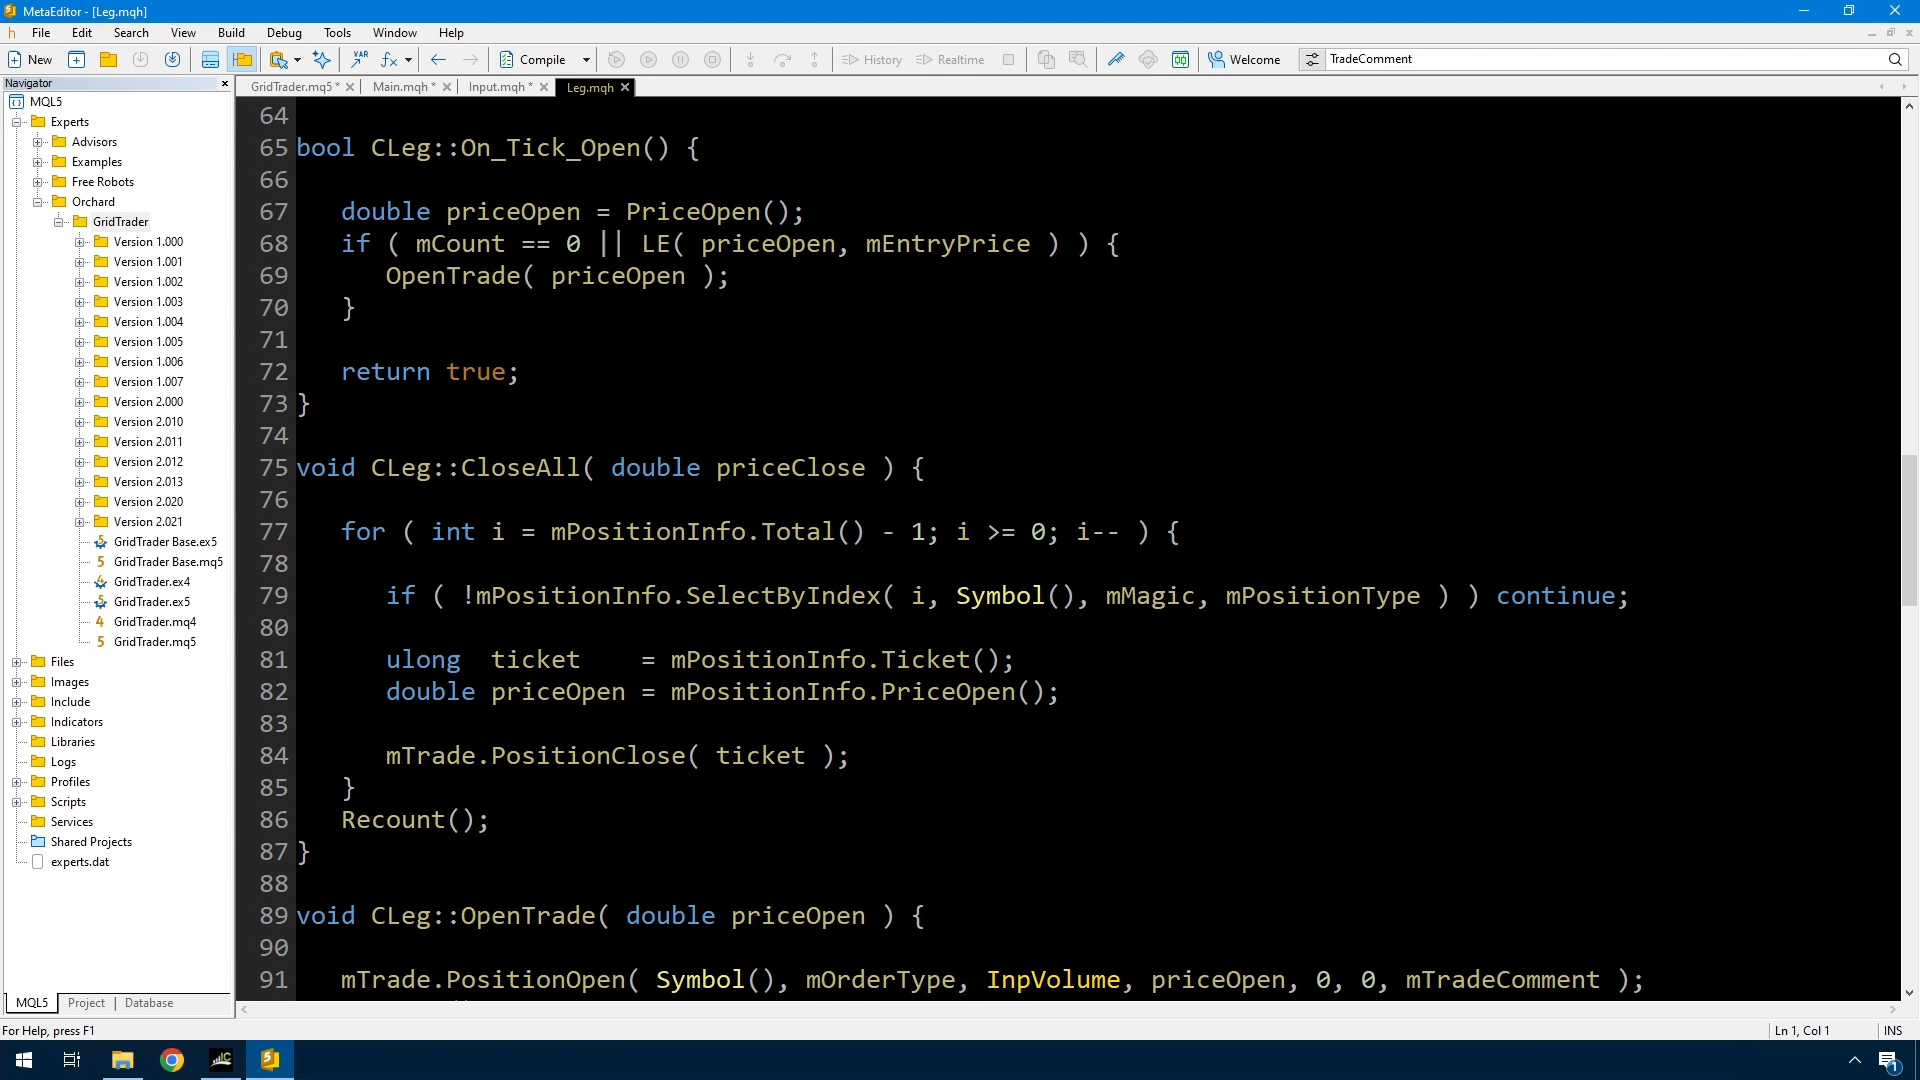 MetaEditor - [Leg.mqh]
File Edit Search View Build Debug Tools Window Help
New Compile History Realtime Welcome TradeComment
Navigator
GridTrader.mq5 * Main.mqh * Input.mqh * Leg.mqh
MQL5
Experts
Advisors
Examples
Free Robots
Orchard
GridTrader
Version 1.000
Version 1.001
Version 1.002
Version 1.003
Version 1.004
Version 1.005
Version 1.006
Version 1.007
Version 2.000
Version 2.010
Version 2.011
Version 2.012
Version 2.013
Version 2.020
Version 2.021
GridTrader Base.ex5
GridTrader Base.mq5
GridTrader.ex4
GridTrader.ex5
GridTrader.mq4
GridTrader.mq5
Files
Images
Include
Indicators
Libraries
Logs
Profiles
Scripts
Services
Shared Projects
experts.dat
MQL5 Project | Database
64
65 bool CLeg::On_Tick_Open() {
66
67 double priceOpen = PriceOpen();
68 if ( mCount == 0 || LE( priceOpen, mEntryPrice ) ) {
69 OpenTrade( priceOpen );
70 }
71
72 return true;
73 }
74
75 void CLeg::CloseAll( double priceClose ) {
76
77 for ( int i = mPositionInfo.Total() - 1; i >= 0; i-- ) {
78
79 if ( !mPositionInfo.SelectByIndex( i, Symbol(), mMagic, mPositionType ) ) continue;
80
81 ulong ticket = mPositionInfo.Ticket();
82 double priceOpen = mPositionInfo.PriceOpen();
83
84 mTrade.PositionClose( ticket );
85 }
86 Recount();
87 }
88
89 void CLeg::OpenTrade( double priceOpen ) {
90
91 mTrade.PositionOpen( Symbol(), mOrderType, InpVolume, priceOpen, 0, 0, mTradeComment );
For Help, press F1
Ln 1, Col 1
INS